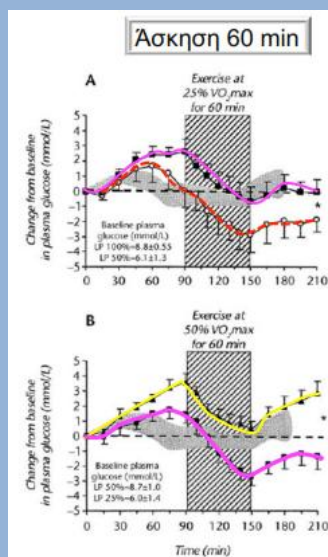 Άσκηση 60 min
A
Exercise at
25% VO2max
for 60 min
Change from baseline
in plasma glucose (mmol/L)
5
4
3
2
1
0
−1
−2
−3
−4
−5
Baseline plasma
glucose (mmol/L)
LP 100%=8.8=0.55
LP 50%=6.1±1.3
*
0 30 60 90 120 150 180 210
B
Exercise at
50% VO2max
for 60 min
Change from baseline
in plasma glucose (mmol/L)
5
4
3
2
1
0
−1
−2
−3
−4
−5
Baseline plasma
glucose (mmol/L)
LP 50%=8.7±1.0
LP 25%=6.0±1.4
*
0 30 60 90 120 150 180 210
Time (min)